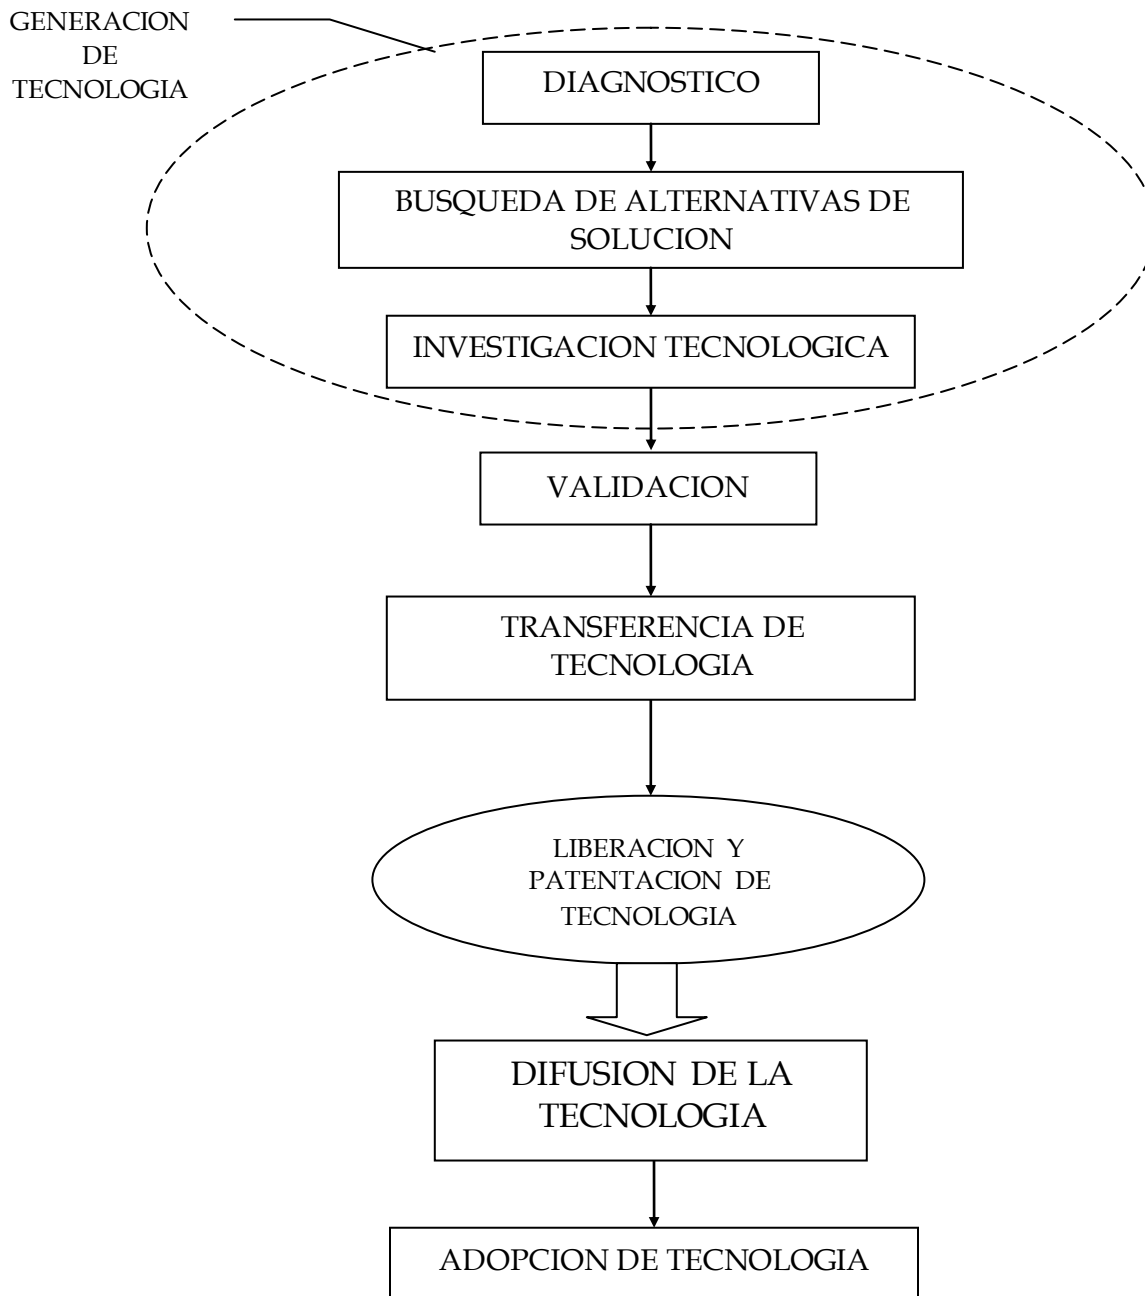 GENERACION
DE
TECNOLOGIA
DIAGNOSTICO
BUSQUEDA DE ALTERNATIVAS DE
SOLUCION
INVESTIGACION TECNOLOGICA
VALIDACION
TRANSFERENCIA DE
TECNOLOGIA
LIBERACION Y
PATENTACION DE
TECNOLOGIA
DIFUSION DE LA
TECNOLOGIA
ADOPCION DE TECNOLOGIA